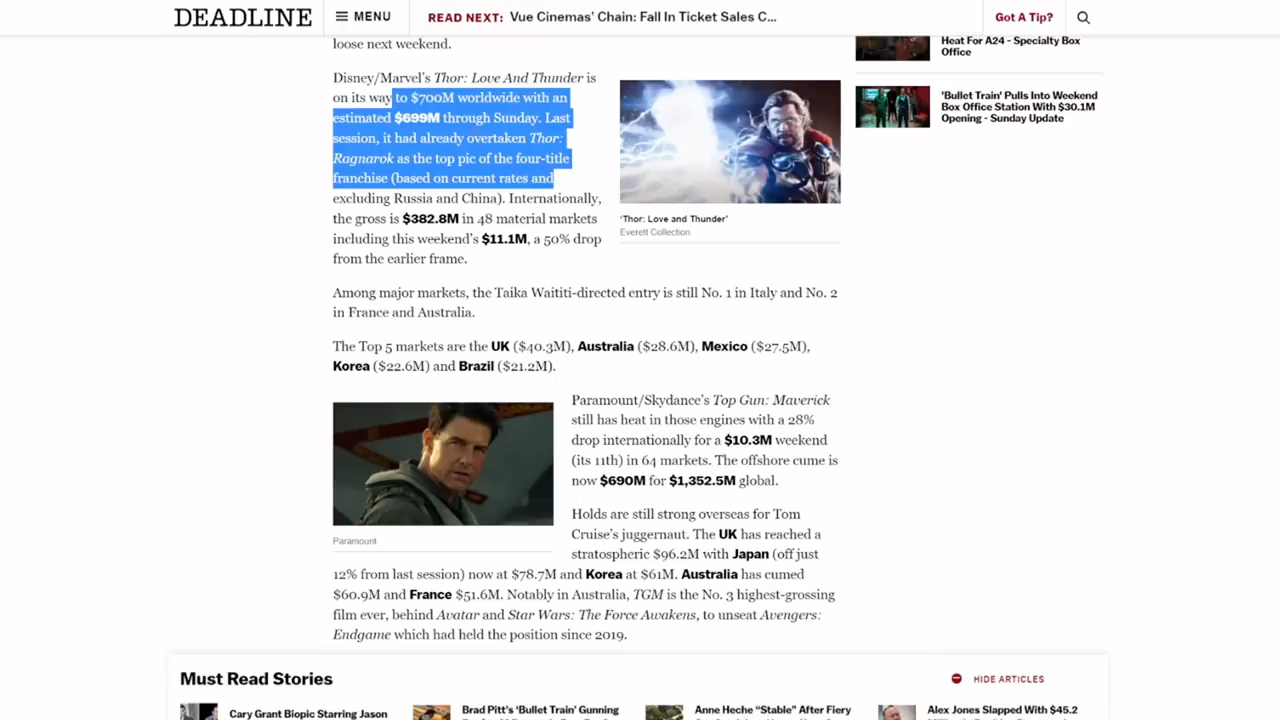 DEADLINE
MENU
READ NEXT: Vue Cinemas' Chain: Fall In Ticket Sales C...
Got A Tip?
loose next weekend.
Disney/Marvel's Thor: Love And Thunder is
on its way to $700M worldwide with an
estimated $699M through Sunday. Last
session, it had already overtaken Thor:
Ragnarok as the top pic of the four-title
franchise (based on current rates and
excluding Russia and China). Internationally,
the gross is $382.8M in 48 material markets
including this weekend's $11.1M, a 50% drop
from the earlier frame.
'Thor: Love and Thunder'
Everett Collection
Among major markets, the Taika Waititi-directed entry is still No. 1 in Italy and No. 2
in France and Australia.
The Top 5 markets are the UK ($40.3M), Australia ($28.6M), Mexico ($27.5M),
Korea ($22.6M) and Brazil ($21.2M).
Paramount
Paramount/Skydance's Top Gun: Maverick
still has heat in those engines with a 28%
drop internationally for a $10.3M weekend
(its 11th) in 64 markets. The offshore cume is
now $690M for $1,352.5M global.
Holds are still strong overseas for Tom
Cruise's juggernaut. The UK has reached a
stratospheric $96.2M with Japan (off just
12% from last session) now at $78.7M and Korea at $61M. Australia has cumed
$60.9M and France $51.6M. Notably in Australia, TGM is the No. 3 highest-grossing
film ever, behind Avatar and Star Wars: The Force Awakens, to unseat Avengers:
Endgame which had held the position since 2019.
Heat For A24 - Specialty Box
Office
'Bullet Train' Pulls Into Weekend
Box Office Station With $30.1M
Opening - Sunday Update
Must Read Stories
HIDE ARTICLES
Cary Grant Biopic Starring Jason
Brad Pitt's 'Bullet Train' Gunning
Anne Heche "Stable" After Fiery
Alex Jones Slapped With $45.2